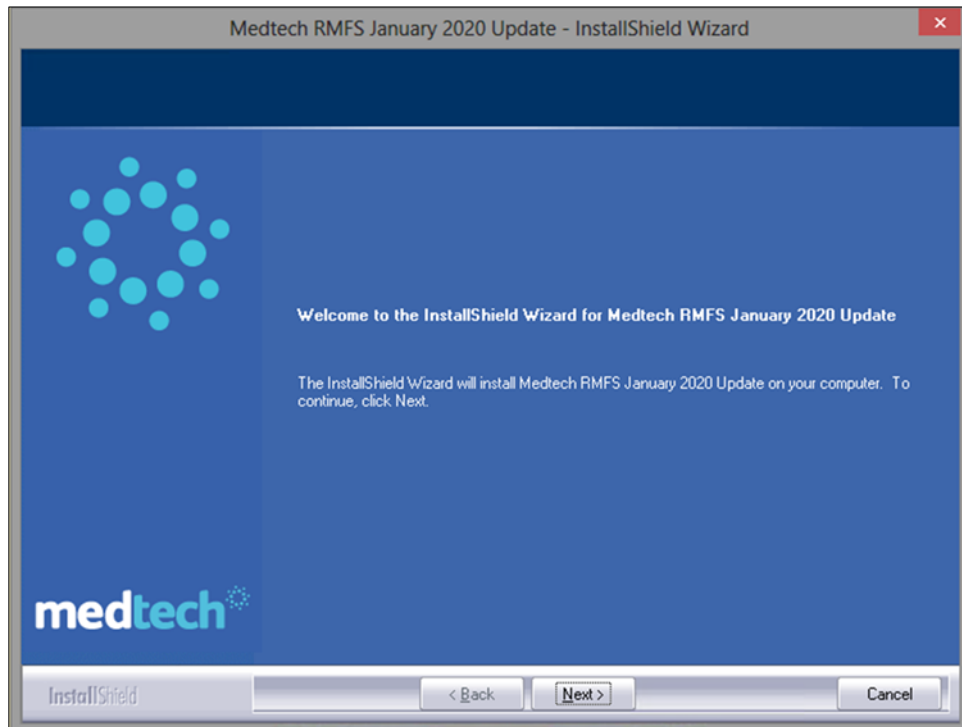 Medtech RMFS January 2020 Update - InstallShield Wizard
Welcome to the InstallShield Wizard for Medtech RMFS January 2020 Update
The InstallShield Wizard will install Medtech RMFS January 2020 Update on your computer. To
continue, click Next.
medtech
InstallShield
< Back
Next >
Cancel